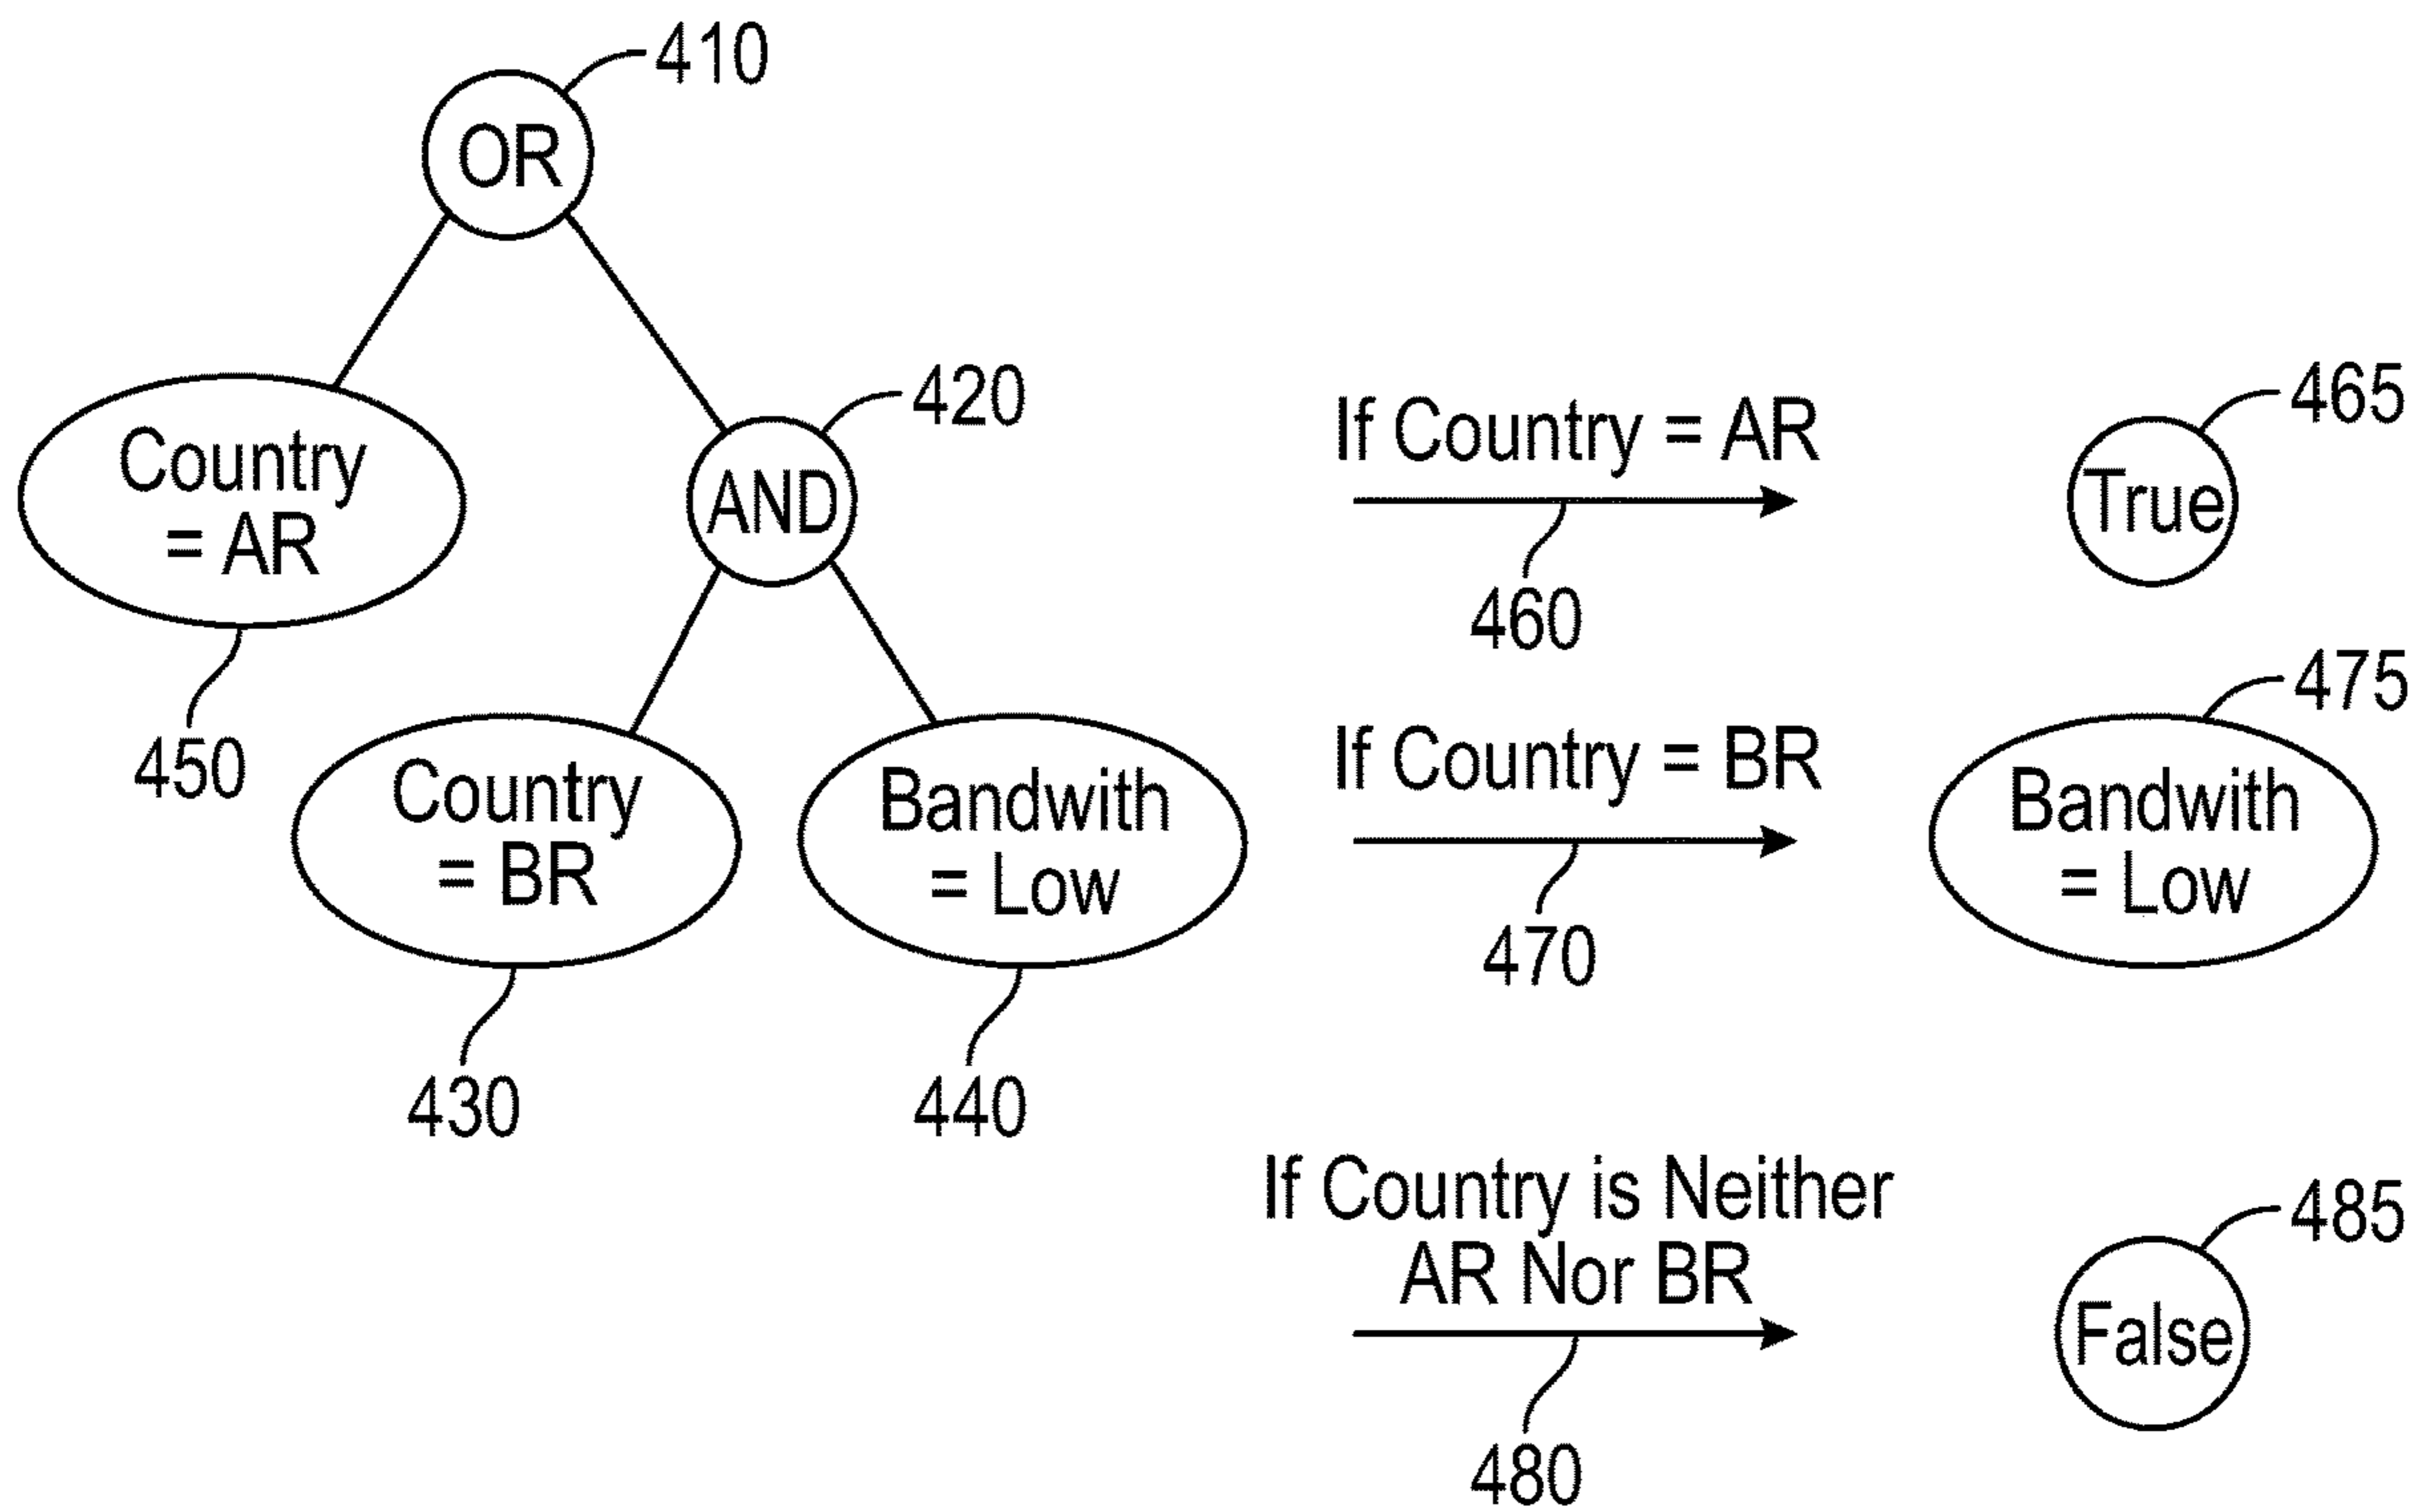 410
OR
420
Country
= AR
AND
450
Country
= BR
Bandwith
= Low
430
440
If Country = AR
460
465
True
If Country = BR
470
475
Bandwith
= Low
If Country is Neither
AR Nor BR
480
485
False